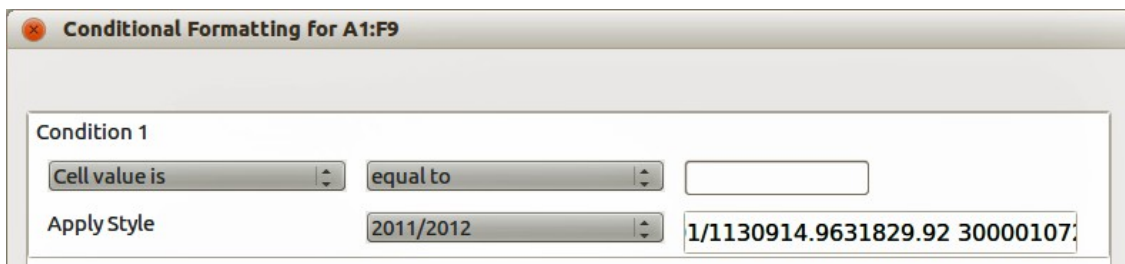 Conditional Formatting for A1:F9
Condition 1
Cell value is equal to
Apply Style 2011/2012 1/1130914.9631829.92 30000107